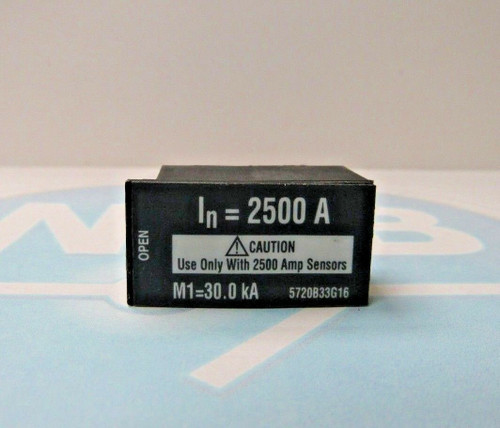 OPEN
In = 2500 A
⚠ CAUTION
Use Only With 2500 Amp Sensors
M1=30.0 kA 5720B33G16